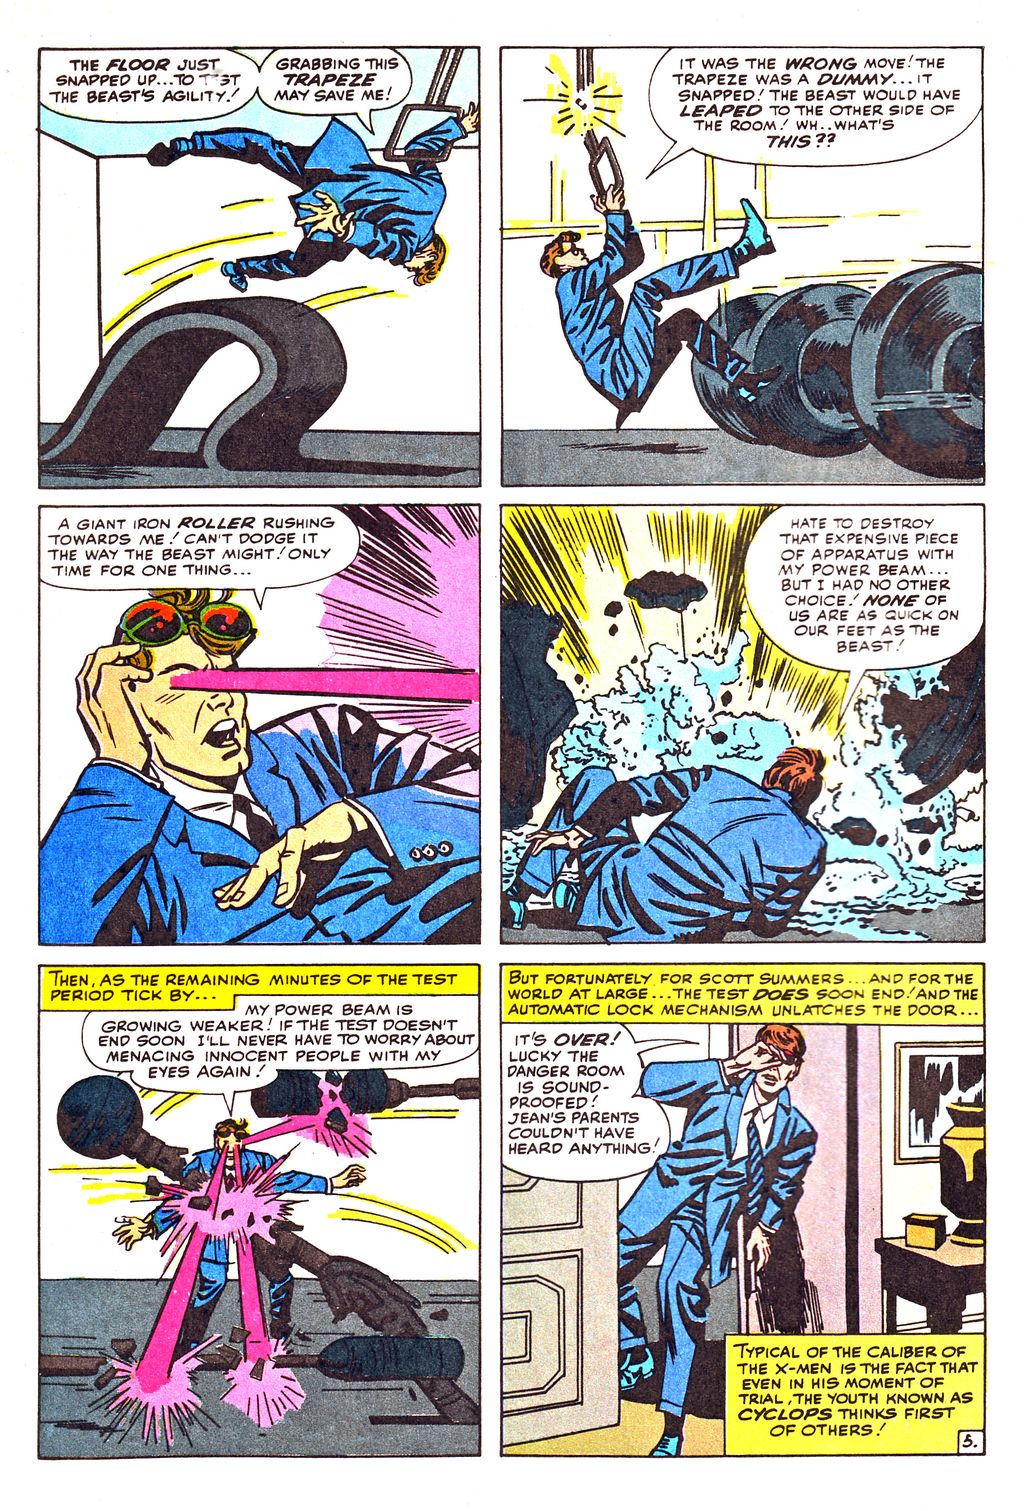 THE FLOOR JUST
SNAPPED UP...TO TEST
THE BEAST'S AGILITY!
GRABBING THIS
TRAPEZE
MAY SAVE ME!
IT WAS THE WRONG MOVE! THE
TRAPEZE WAS A DUMMY...IT
SNAPPED! THE BEAST WOULD HAVE
LEAPED TO THE OTHER SIDE OF
THE ROOM! WH..WHAT'S
THIS??
A GIANT IRON ROLLER RUSHING
TOWARDS ME! CAN'T DODGE IT
THE WAY THE BEAST MIGHT! ONLY
TIME FOR ONE THING...
HATE TO DESTROY
THAT EXPENSIVE PIECE
OF APPARATUS WITH
MY POWER BEAM...
BUT I HAD NO OTHER
CHOICE! NONE OF
US ARE AS QUICK ON
OUR FEET AS THE
BEAST!
THEN, AS THE REMAINING MINUTES OF THE TEST
PERIOD TICK BY...
MY POWER BEAM IS
GROWING WEAKER! IF THE TEST DOESN'T
END SOON I'LL NEVER HAVE TO WORRY ABOUT
MENACING INNOCENT PEOPLE WITH MY
EYES AGAIN!
BUT FORTUNATELY FOR SCOTT SUMMERS...AND FOR THE
WORLD AT LARGE...THE TEST DOES SOON END! AND THE
AUTOMATIC LOCK MECHANISM UNLATCHES THE DOOR...
IT'S OVER!
LUCKY THE
DANGER ROOM
IS SOUND-
PROOFED!
JEAN'S PARENTS
COULDN'T HAVE
HEARD ANYTHING!
TYPICAL OF THE CALIBER OF
THE X-MEN IS THE FACT THAT
EVEN IN HIS MOMENT OF
TRIAL, THE YOUTH KNOWN AS
CYCLOPS THINKS FIRST
OF OTHERS!
5.